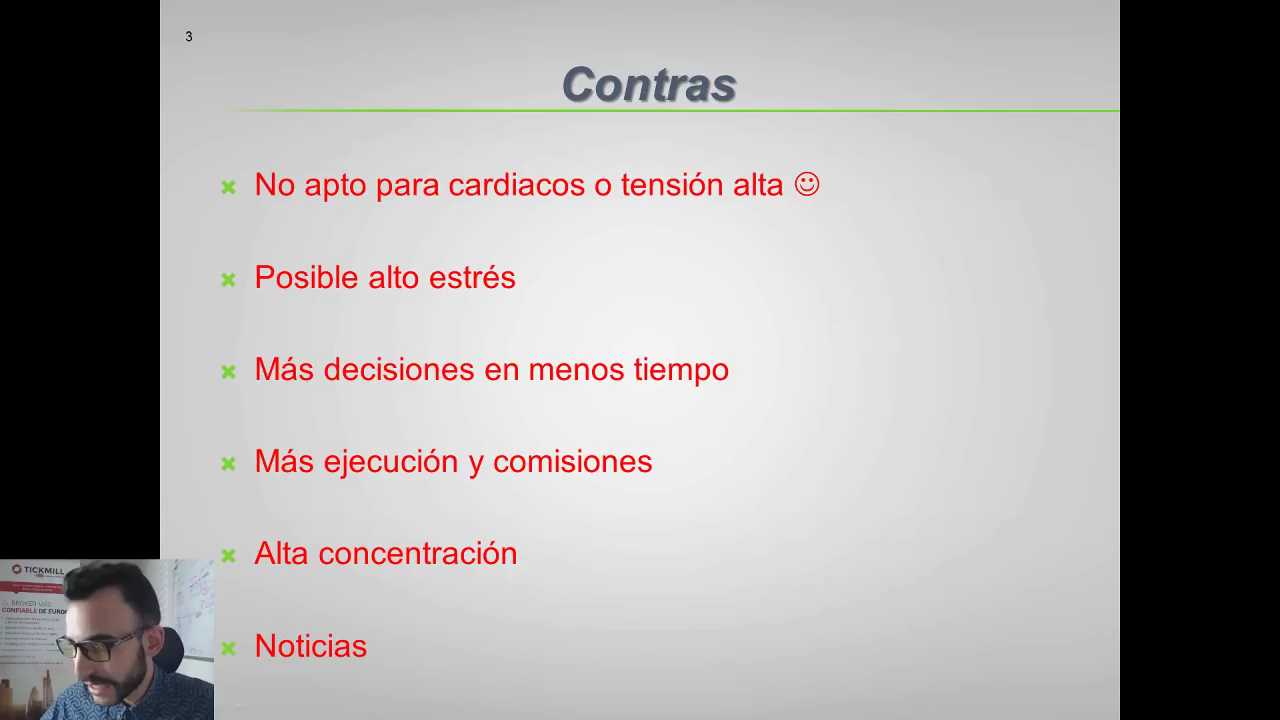 3
Contras
No apto para cardiacos o tensión alta ☺
Posible alto estrés
Más decisiones en menos tiempo
Más ejecución y comisiones
Alta concentración
Noticias
TICKMILL
EL BROKER MÁS
CONFIABLE DE EUROPA